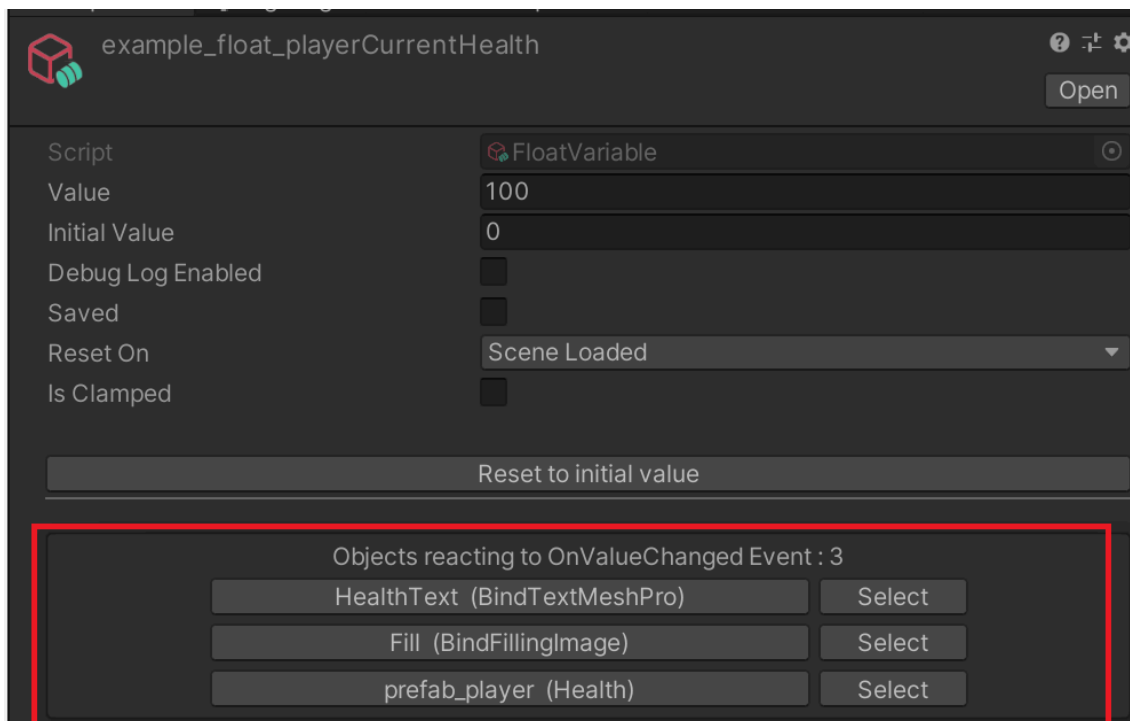 example_float_playerCurrentHealth
Open
Script FloatVariable
Value 100
Initial Value 0
Debug Log Enabled
Saved
Reset On Scene Loaded
Is Clamped
Reset to initial value
Objects reacting to OnValueChanged Event : 3
HealthText (BindTextMeshPro) Select
Fill (BindFillingImage) Select
prefab_player (Health) Select